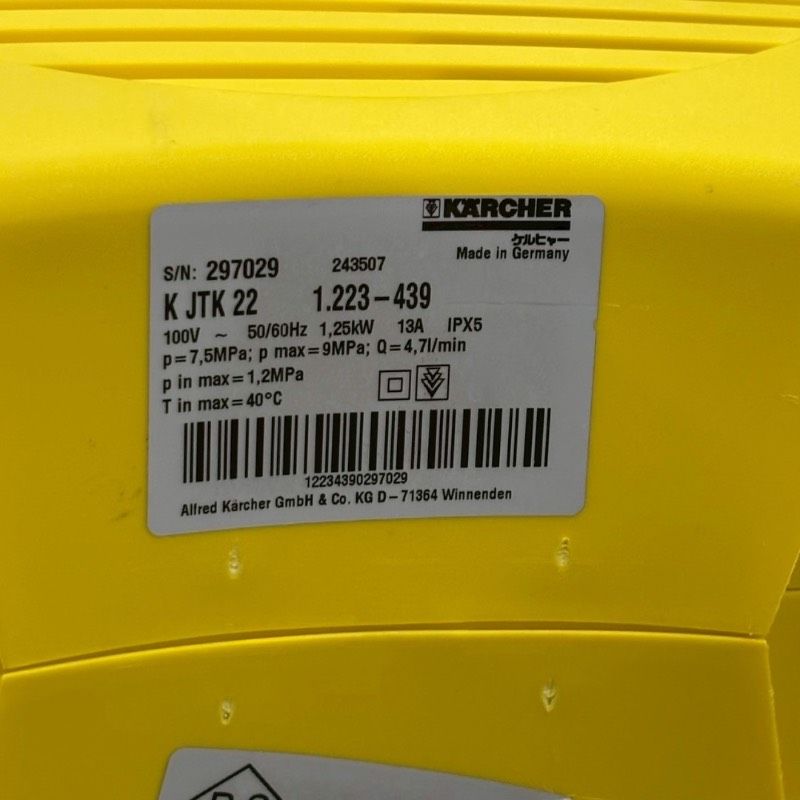 KÄRCHER
ケルヒャー
Made in Germany
S/N: 297029 243507
K JTK 22 1.223-439
100V ~ 50/60Hz 1,25kW 13A IPX5
p=7,5MPa; p max=9MPa; Q=4,7l/min
p in max=1,2MPa
T in max=40°C
12234390297029
Alfred Kärcher GmbH & Co. KG D-71364 Winnenden